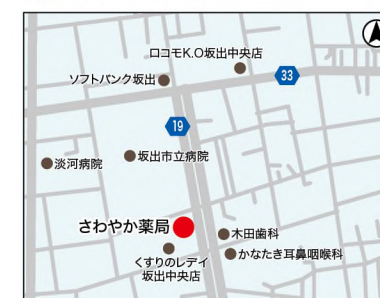 ロコモK.O坂出中央店
ソフトバンク坂出
33
19
坂出市立病院
淡河病院
さわやか薬局
木田歯科
かなたき耳鼻咽喉科
くすりのレデイ
坂出中央店